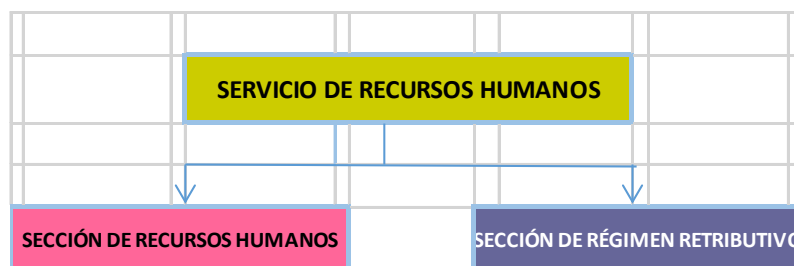 SERVICIO DE RECURSOS HUMANOS
SECCIÓN DE RECURSOS HUMANOS
SECCIÓN DE RÉGIMEN RETRIBUTIVO